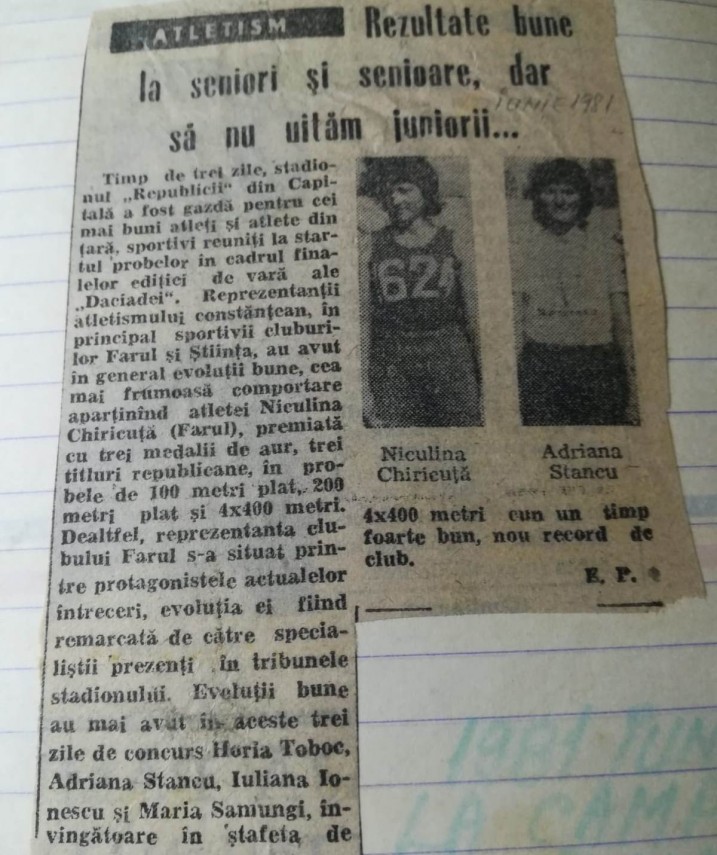 ATLETISM Rezultate bune
la seniori și senioare, dar
să nu uităm juniorii...
IUNIE 1981
Timp de trei zile, stadio-
nul „Republicii“ din Capi-
tală a fost gazdă pentru cei
mai buni atleți și atlete din
țară, sportivi reuniți la star-
tul probelor în cadrul fina-
lelor ediției de vară ale
„Daciadei“. Reprezentanții
atletismului constănțean, în
principal sportivii cluburi-
lor Farul și Știința, au avut
în general evoluții bune, cea
mai frumoasă comportare
aparținînd atletei Niculina
Chiricuță (Farul), premiată
cu trei medalii de aur, trei
titluri republicane, în pro-
bele de 100 metri plat, 200
metri plat și 4x400 metri.
Dealtfel, reprezentanta clu-
bului Farul s-a situat prin-
tre protagonistele actualelor
întreceri, evoluția ei fiind
remarcată de către specia-
liștii prezenți în tribunele
stadionului. Evoluții bune
au mai avut în aceste trei
zile de concurs Horia Toboc,
Adriana Stancu, Iuliana Io-
nescu și Maria Samungi, în-
vingătoare în ștafeta de
624
Niculina
Chiricuță
Adriana
Stancu
4x400 metri cun un timp
foarte bun, nou record de
club.
E. P.
1981 IUN
LA CAMP